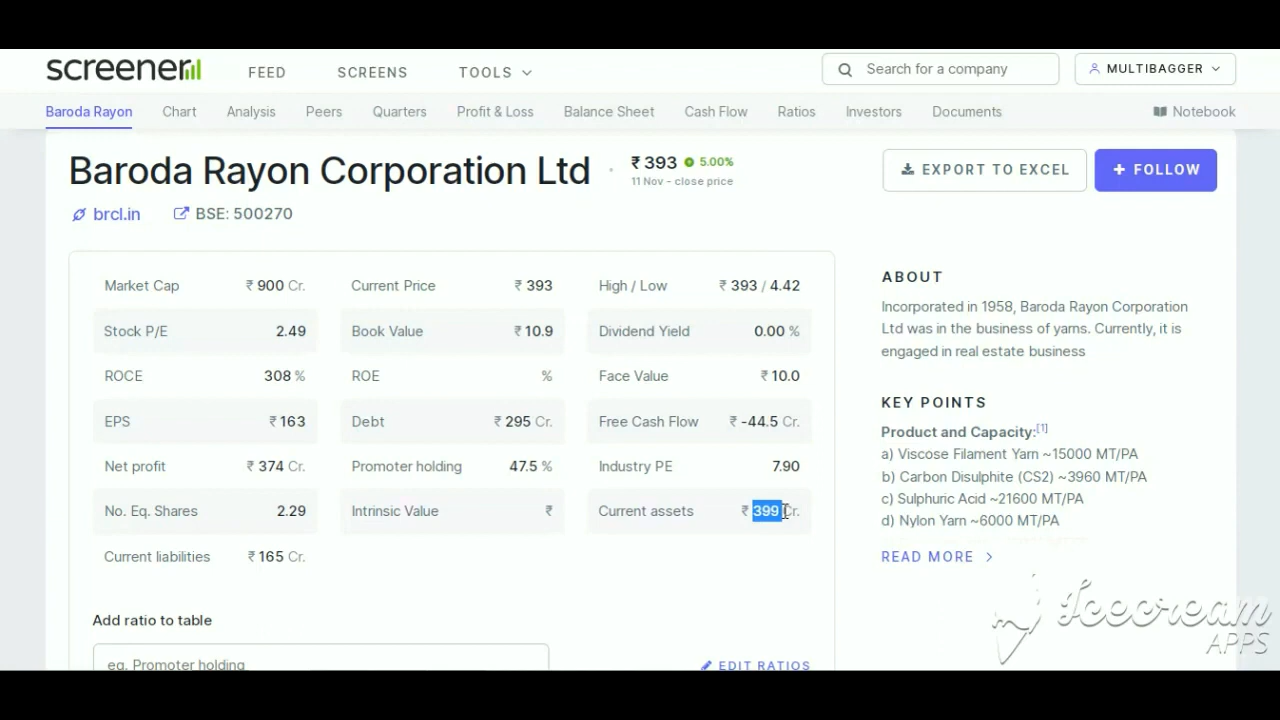 screener FEED SCREENS TOOLS Search for a company MULTIBAGGER
Baroda Rayon Chart Analysis Peers Quarters Profit & Loss Balance Sheet Cash Flow Ratios Investors Documents Notebook
Baroda Rayon Corporation Ltd
₹ 393 5.00%
11 Nov - close price
EXPORT TO EXCEL
+ FOLLOW
brcl.in BSE: 500270
Market Cap ₹ 900 Cr. Current Price ₹ 393 High / Low ₹ 393 / 4.42
Stock P/E 2.49 Book Value ₹ 10.9 Dividend Yield 0.00 %
ROCE 308 % ROE % Face Value ₹ 10.0
EPS ₹ 163 Debt ₹ 295 Cr. Free Cash Flow ₹ -44.5 Cr.
Net profit ₹ 374 Cr. Promoter holding 47.5 % Industry PE 7.90
No. Eq. Shares 2.29 Intrinsic Value ₹ Current assets ₹ 399 Cr.
Current liabilities ₹ 165 Cr.
Add ratio to table
eg. Promoter holding
EDIT RATIOS
ABOUT
Incorporated in 1958, Baroda Rayon Corporation
Ltd was in the business of yarns. Currently, it is
engaged in real estate business
KEY POINTS
Product and Capacity:[1]
a) Viscose Filament Yarn ~15000 MT/PA
b) Carbon Disulphite (CS2) ~3960 MT/PA
c) Sulphuric Acid ~21600 MT/PA
d) Nylon Yarn ~6000 MT/PA
READ MORE
Icecream
APPS